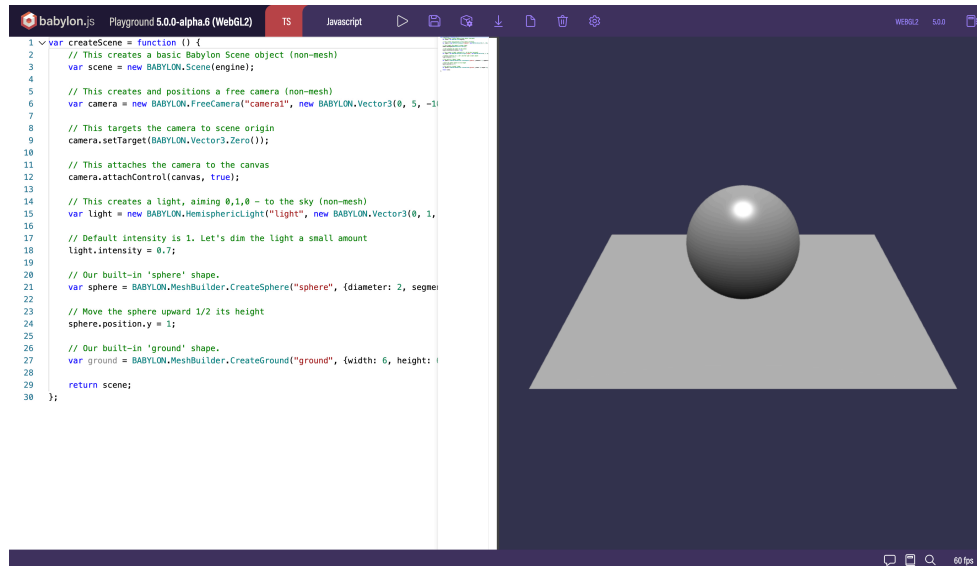 babylon.js Playground 5.0.0-alpha.6 (WebGL2) TS Javascript WEBGL2 5.0.0
1 var createScene = function () {
2 // This creates a basic Babylon Scene object (non-mesh)
3 var scene = new BABYLON.Scene(engine);
4
5 // This creates and positions a free camera (non-mesh)
6 var camera = new BABYLON.FreeCamera("camera1", new BABYLON.Vector3(0, 5, -10
7
8 // This targets the camera to scene origin
9 camera.setTarget(BABYLON.Vector3.Zero());
10
11 // This attaches the camera to the canvas
12 camera.attachControl(canvas, true);
13
14 // This creates a light, aiming 0,1,0 - to the sky (non-mesh)
15 var light = new BABYLON.HemisphericLight("light", new BABYLON.Vector3(0, 1,
16
17 // Default intensity is 1. Let's dim the light a small amount
18 light.intensity = 0.7;
19
20 // Our built-in 'sphere' shape.
21 var sphere = BABYLON.MeshBuilder.CreateSphere("sphere", {diameter: 2, segmen
22
23 // Move the sphere upward 1/2 its height
24 sphere.position.y = 1;
25
26 // Our built-in 'ground' shape.
27 var ground = BABYLON.MeshBuilder.CreateGround("ground", {width: 6, height:
28
29 return scene;
30 };
60 fps